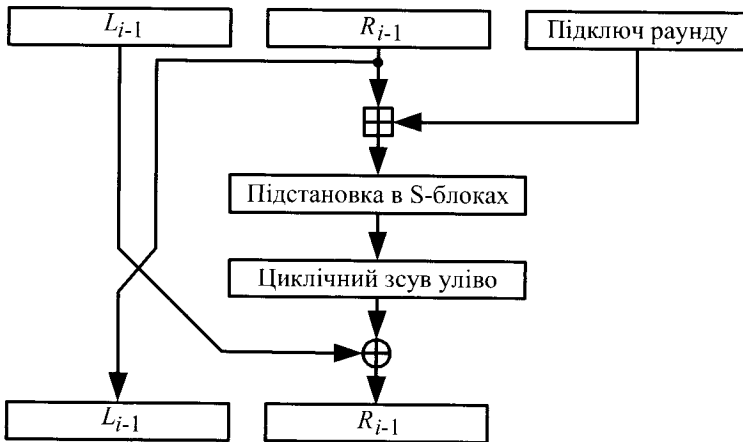 L_{i-1}
R_{i-1}
Підключ раунду
Підстановка в S-блоках
Циклічний зсув уліво
L_{i-1}
R_{i-1}